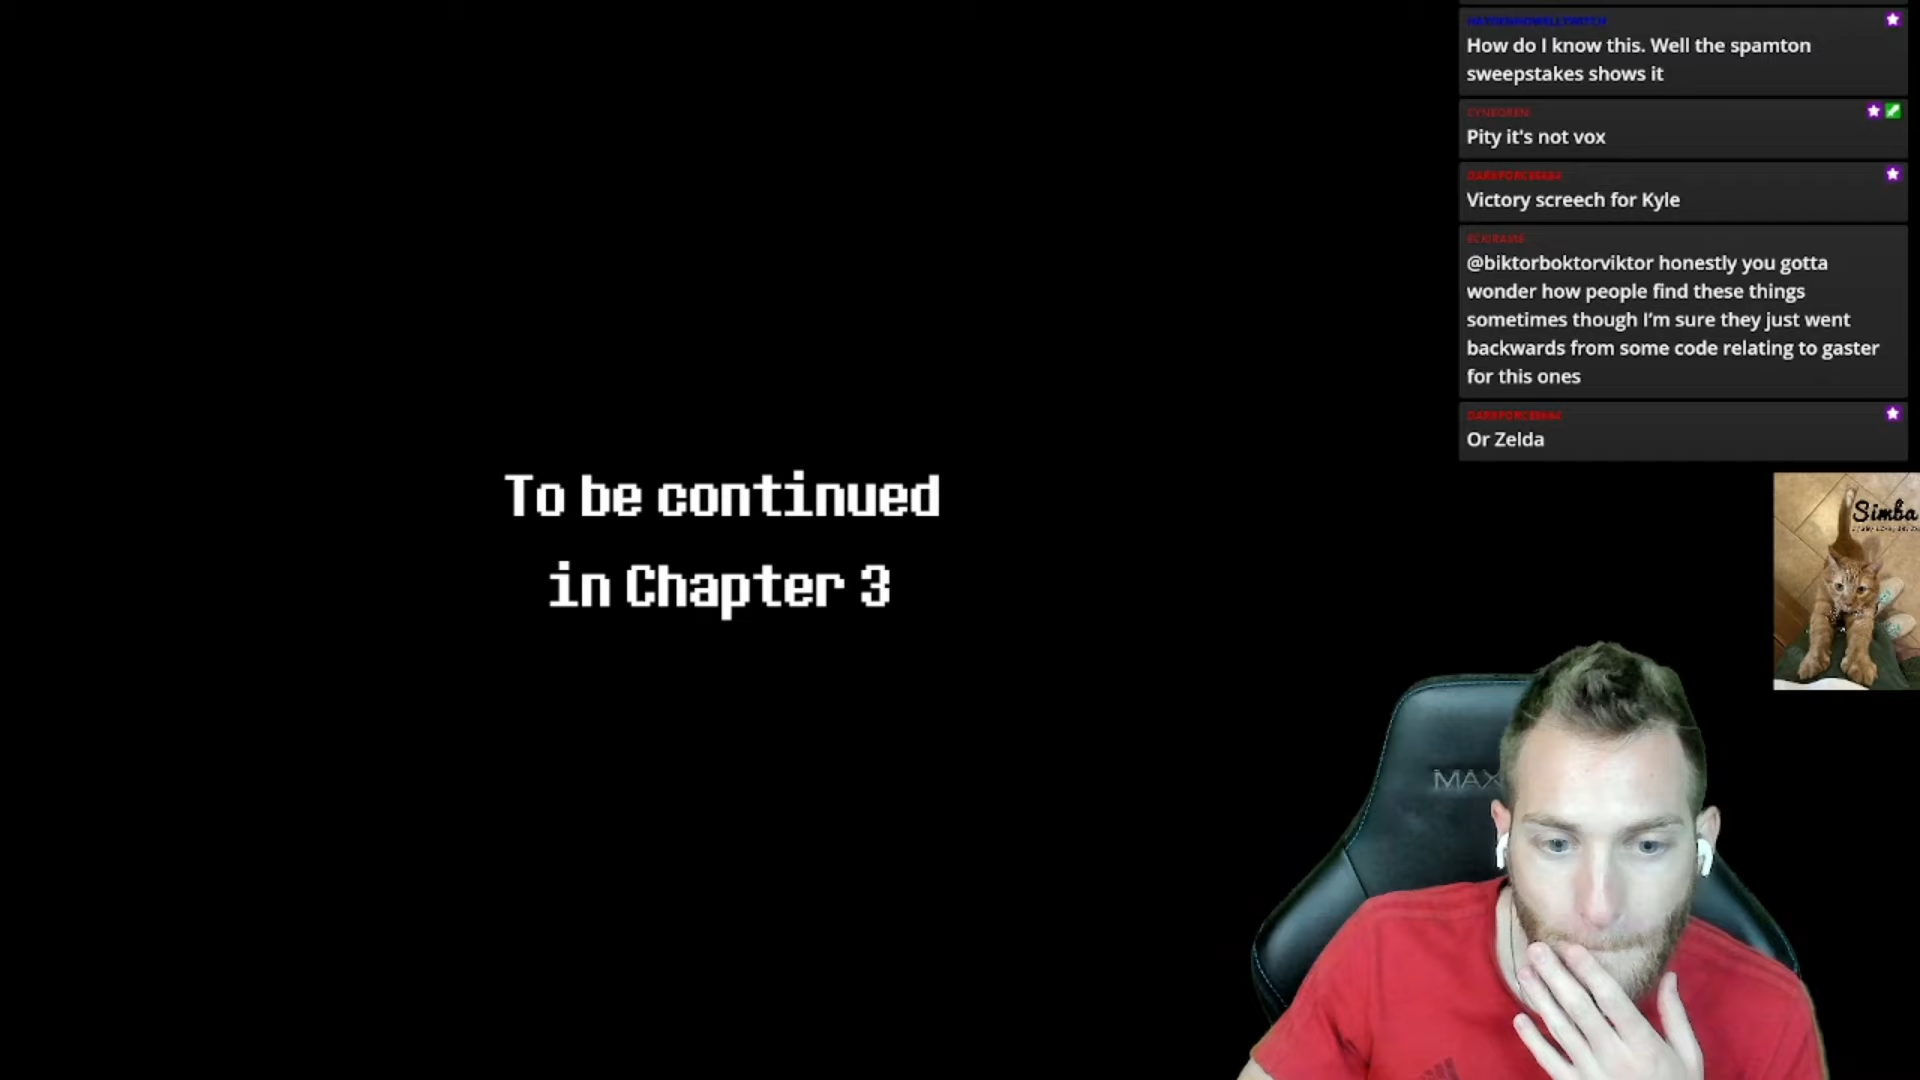 How do I know this. Well the spamton
sweepstakes shows it
Pity it's not vox
Victory screech for Kyle
@biktorboktorviktor honestly you gotta
wonder how people find these things
sometimes though I'm sure they just went
backwards from some code relating to gaster
for this ones
Or Zelda
To be continued
in Chapter 3
Simba
MAX